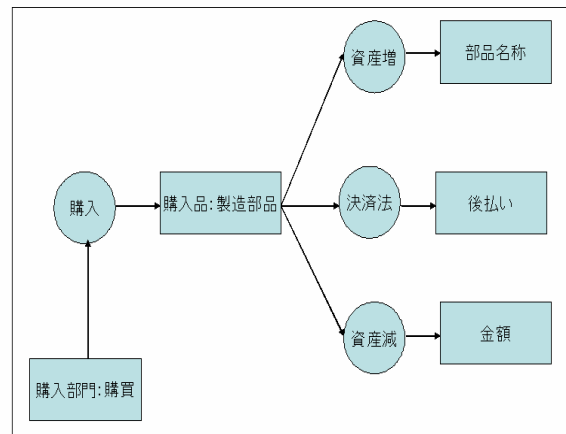 資産増
部品名称
購入
購入品:製造部品
決済法
後払い
資産減
金額
購入部門:購買